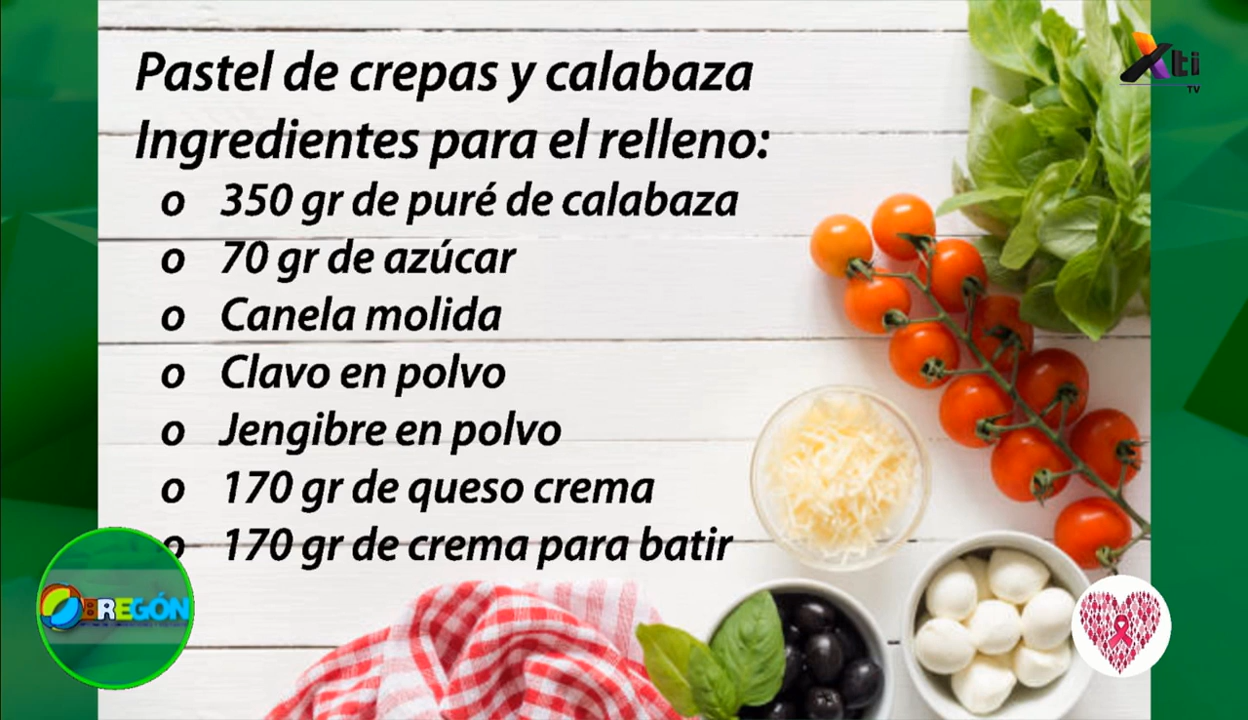 Pastel de crepas y calabaza
Ingredientes para el relleno:
o 350 gr de puré de calabaza
o 70 gr de azúcar
o Canela molida
o Clavo en polvo
o Jengibre en polvo
o 170 gr de queso crema
o 170 gr de crema para batir
Xti
TV
OBREGÓN